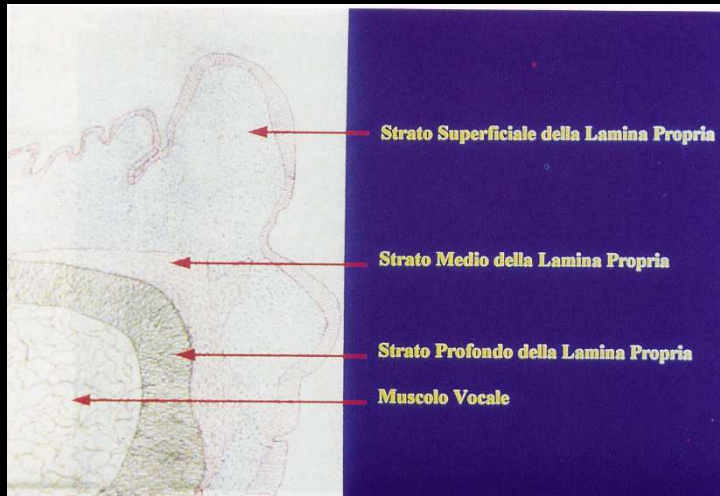 Strato Superficiale della Lamina Propria
Strato Medio della Lamina Propria
Strato Profondo della Lamina Propria
Muscolo Vocale